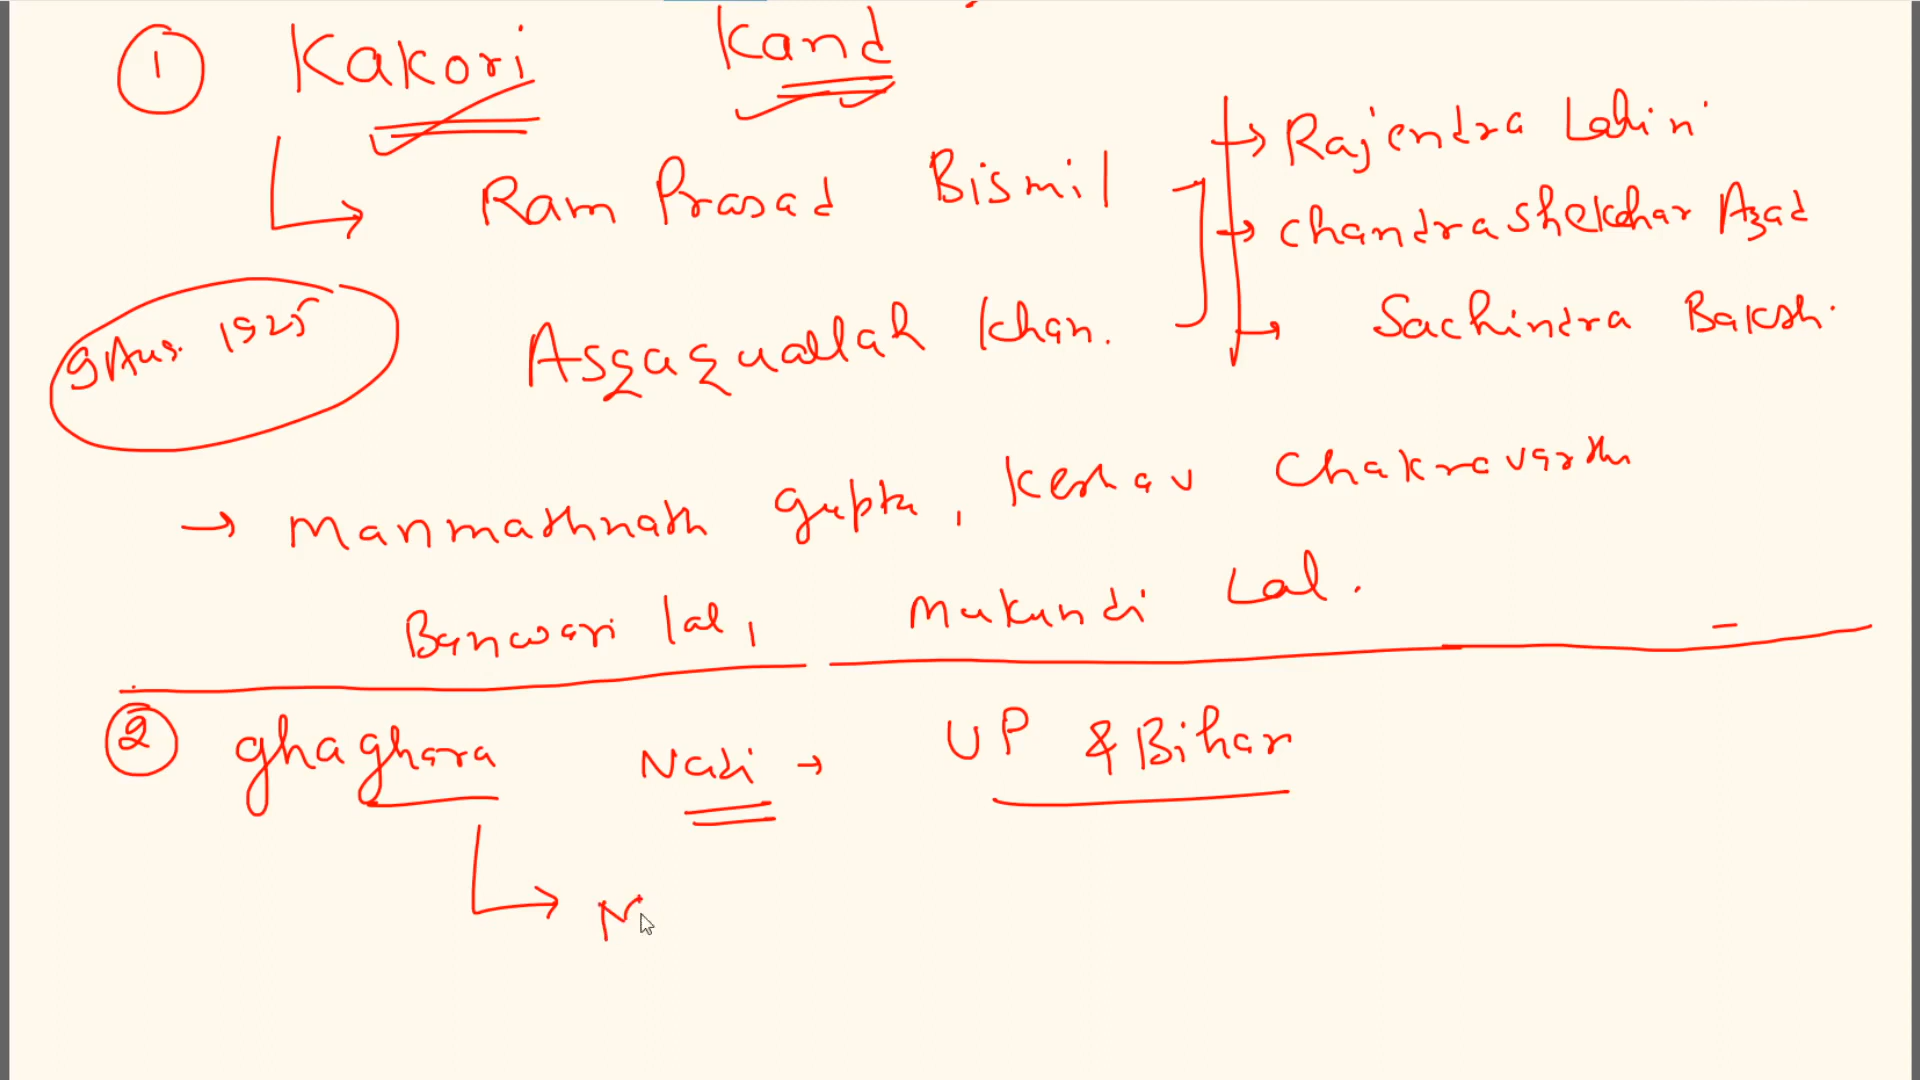 ① Kakori Kand
→ Ram Prasad Bismil
→ Rajendra Lahiri
→ Chandrashekhar Azad
→ Sachindra Baksh.
9 Aug. 1925
Asfaquallah Khan.
→ Manmathnath Gupta, Keshav Chakravarthi
Banwari lal, Mukundi Lal.
② ghaghara Nadi → UP & Bihar
→ N